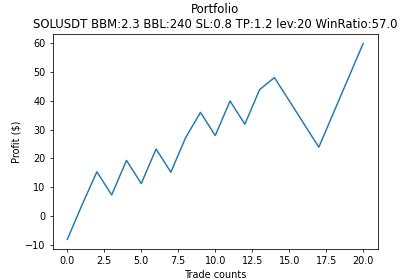 Portfolio
SOLUSDT BBM:2.3 BBL:240 SL:0.8 TP:1.2 lev:20 WinRatio:57.0
60
50
40
30
20
10
0
−10
Profit ($)
0.0 2.5 5.0 7.5 10.0 12.5 15.0 17.5 20.0
Trade counts